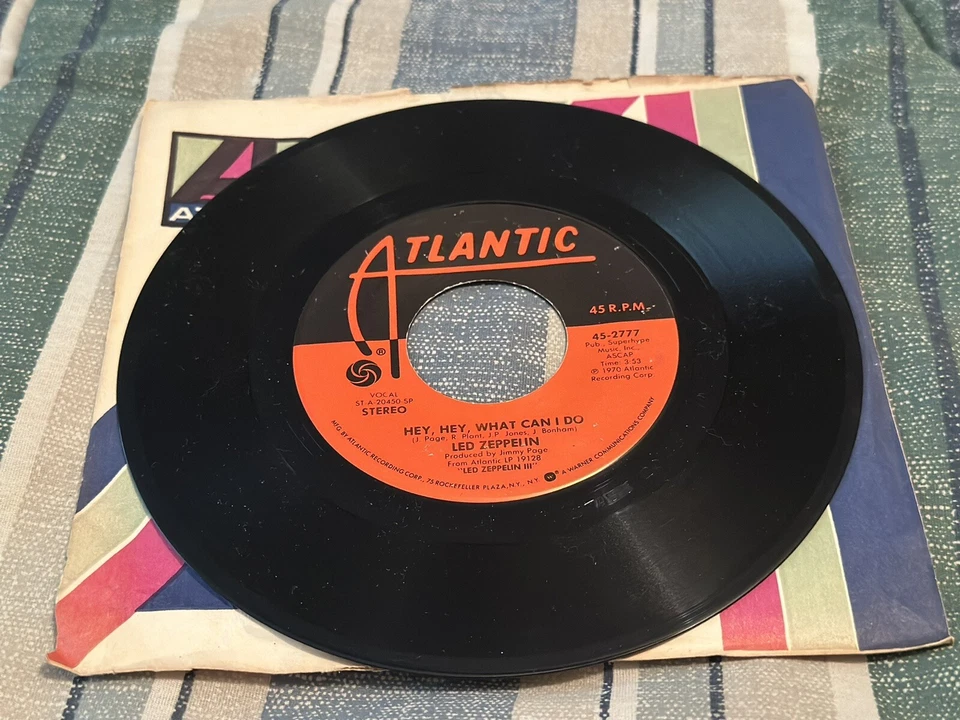 ATLANTIC
45 R.P.M.
®
45-2777
Pub., Superhype
Music, Inc.,
ASCAP
Time: 3:53
℗ 1970 Atlantic
Recording Corp.
VOCAL
ST-A-20450 SP
STEREO
HEY, HEY, WHAT CAN I DO
(J. Page, R. Plant, J.P. Jones, J. Bonham)
LED ZEPPELIN
Produced by Jimmy Page
From Atlantic LP 19128
"LED ZEPPELIN III"
MFG. BY ATLANTIC RECORDING CORP., 75 ROCKEFELLER PLAZA, N.Y., N.Y. ® A WARNER COMMUNICATIONS COMPANY